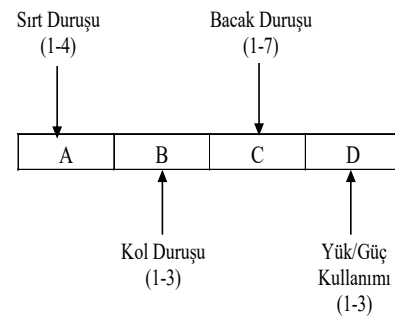 Sırt Duruşu
(1-4)
Bacak Duruşu
(1-7)
A B C D
Kol Duruşu
(1-3)
Yük/Güç
Kullanımı
(1-3)